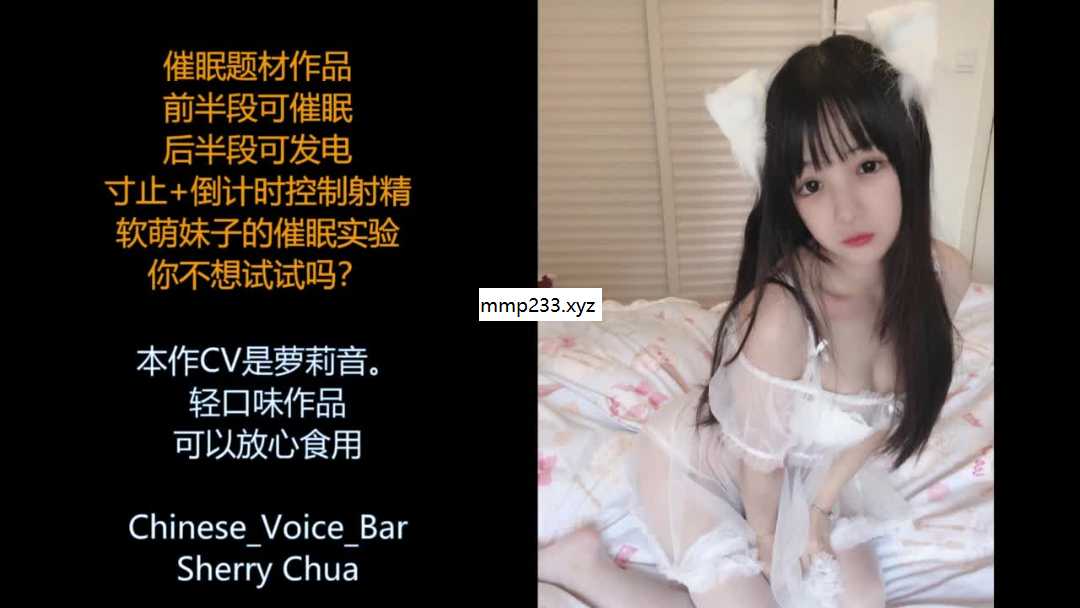 催眠题材作品
前半段可催眠
后半段可发电
寸止+倒计时控制射精
软萌妹子的催眠实验
你不想试试吗?
mmp233.xyz
本作CV是萝莉音。
轻口味作品
可以放心食用
Chinese_Voice_Bar
Sherry Chua